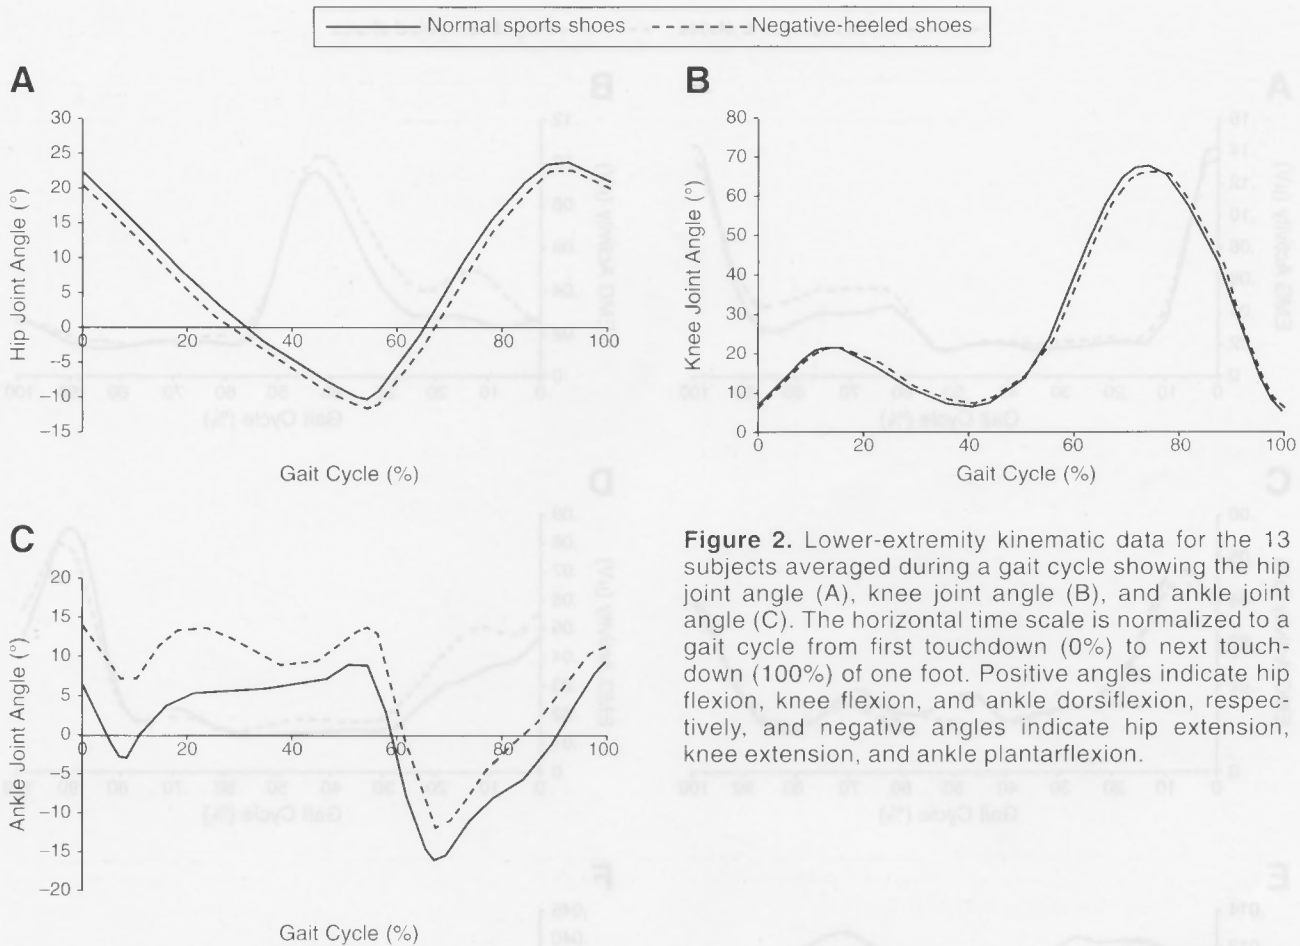 Normal sports shoes Negative-heeled shoes
A
30
25
20
15
10
5
0
-5
-10
-15
20
40
60
80
100
Hip Joint Angle (°)
Gait Cycle (%)
B
80
70
60
50
40
30
20
10
0
0
20
40
60
80
100
Knee Joint Angle (°)
Gait Cycle (%)
C
20
15
10
5
0
-5
-10
-15
-20
20
40
60
80
100
Ankle Joint Angle (°)
Gait Cycle (%)
Figure 2. Lower-extremity kinematic data for the 13
subjects averaged during a gait cycle showing the hip
joint angle (A), knee joint angle (B), and ankle joint
angle (C). The horizontal time scale is normalized to a
gait cycle from first touchdown (0%) to next touch-
down (100%) of one foot. Positive angles indicate hip
flexion, knee flexion, and ankle dorsiflexion, respec-
tively, and negative angles indicate hip extension,
knee extension, and ankle plantarflexion.